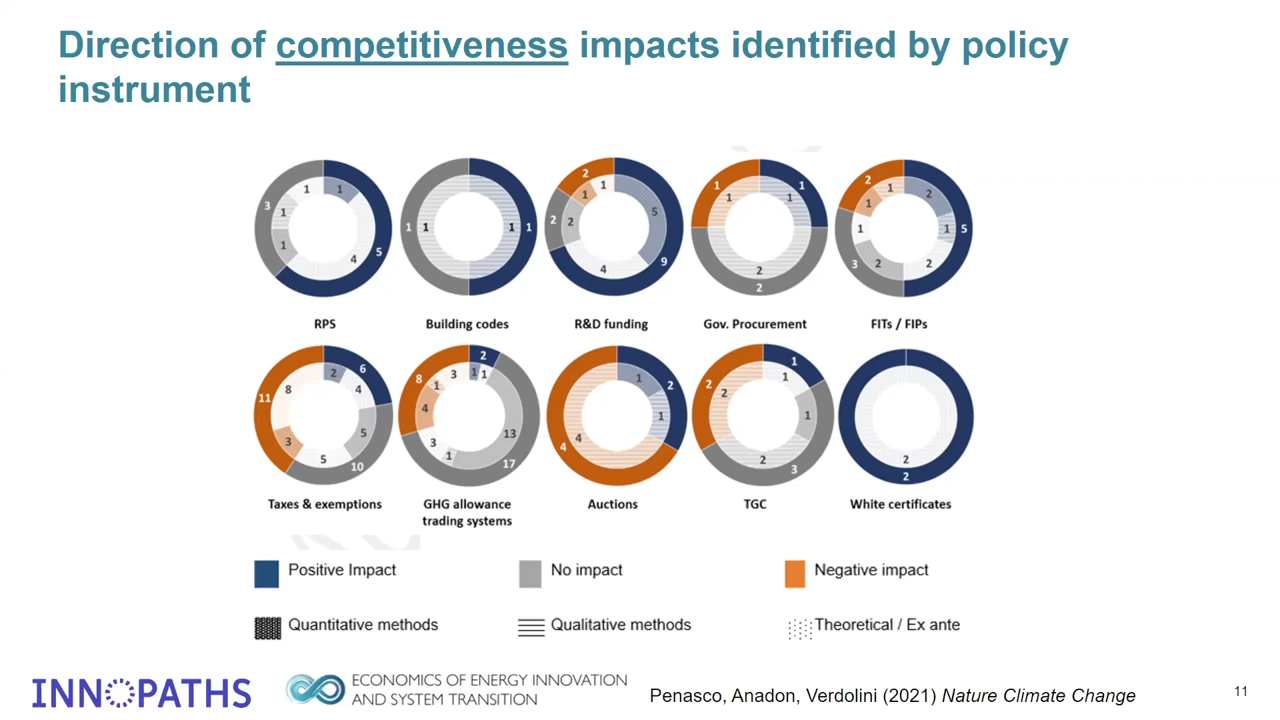 Direction of competitiveness impacts identified by policy
instrument
3 1 1 1 1 4 5
1 1 1 1
2 1 1 2 2 5 4 9
1 1 1 1 2 2
2 1 1 2 1 5 1 3 2 2
RPS Building codes R&D funding Gov. Procurement FITs / FIPs
11 8 2 6 4 3 5 5 10
8 1 3 2 1 1 4 3 1 13 17
1 2 1 4 4
1 1 2 2 1 2 3
2 2
Taxes & exemptions GHG allowance Auctions TGC White certificates
trading systems
Positive Impact No impact Negative impact
Quantitative methods Qualitative methods Theoretical / Ex ante
INNOPATHS
ECONOMICS OF ENERGY INNOVATION
AND SYSTEM TRANSITION
Penasco, Anadon, Verdolini (2021) Nature Climate Change
11